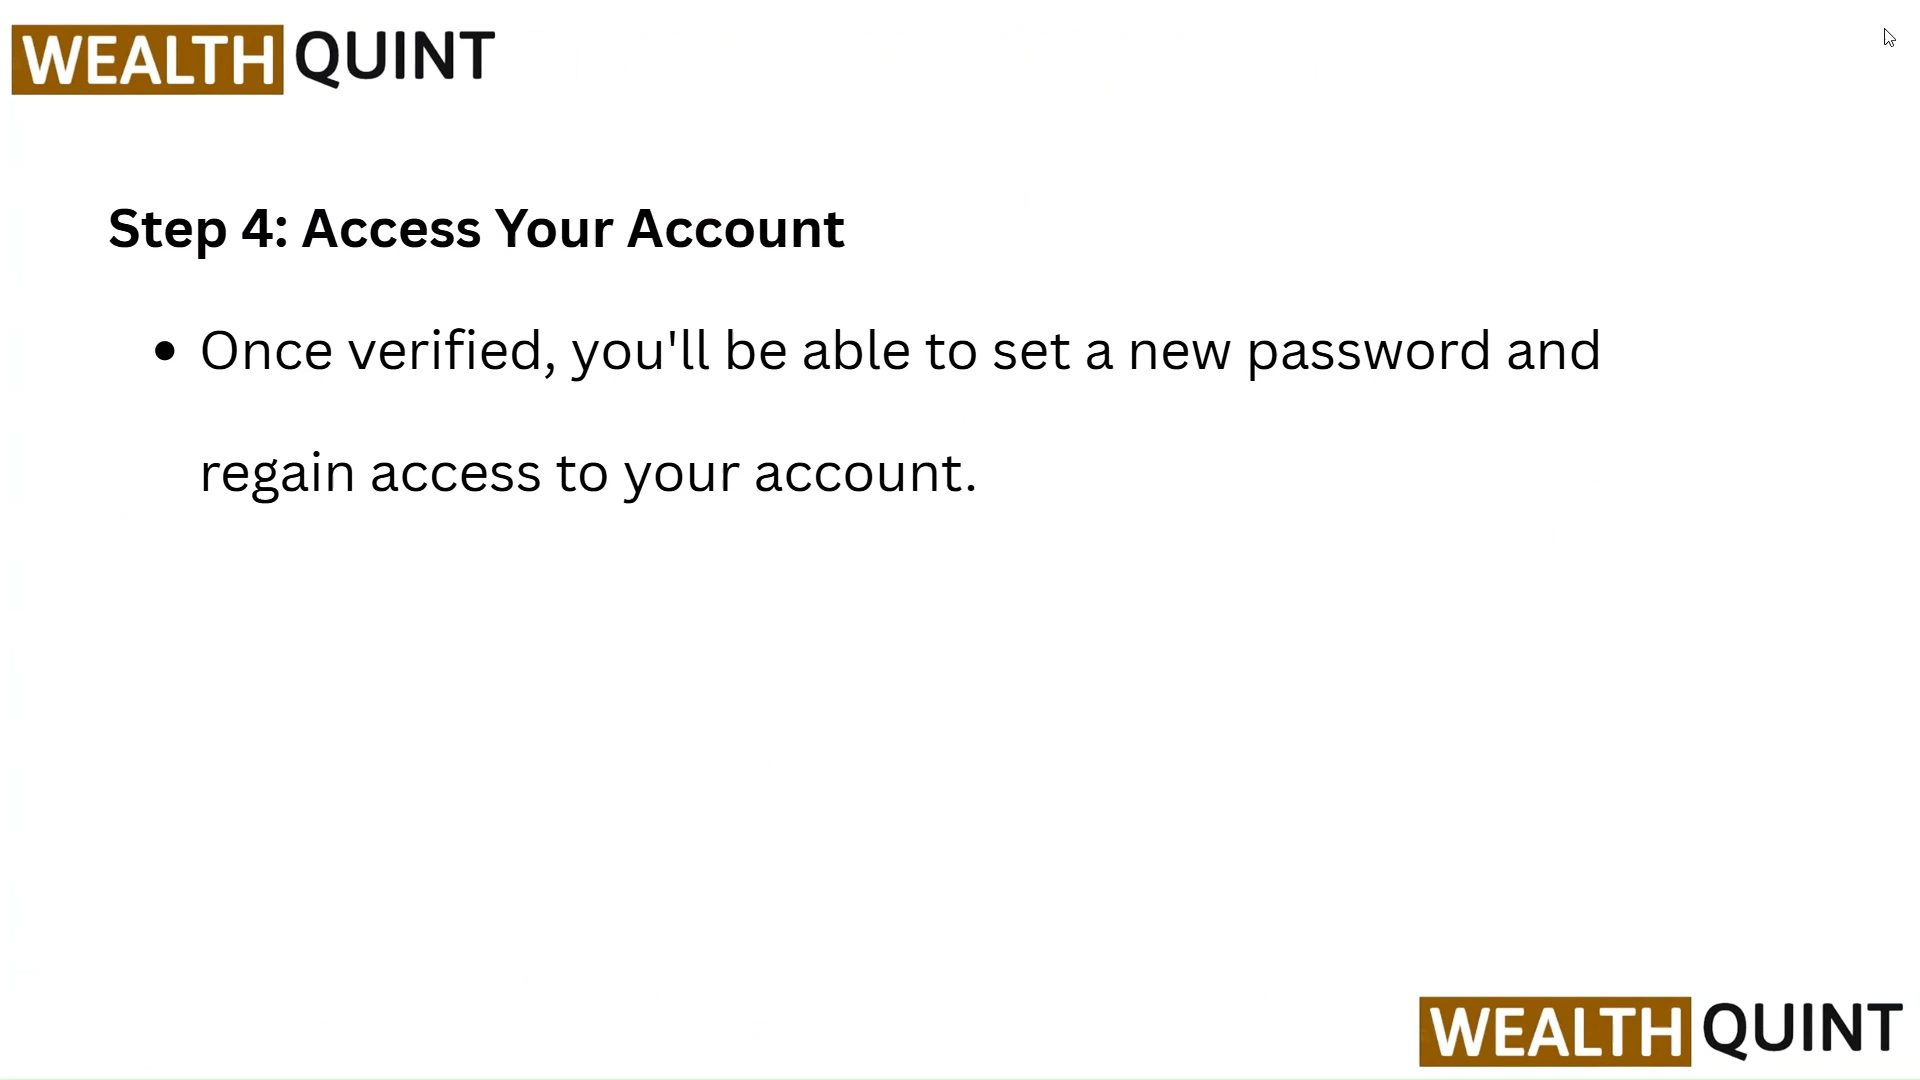 WEALTH QUINT
Step 4: Access Your Account
• Once verified, you'll be able to set a new password and
regain access to your account.
WEALTH QUINT